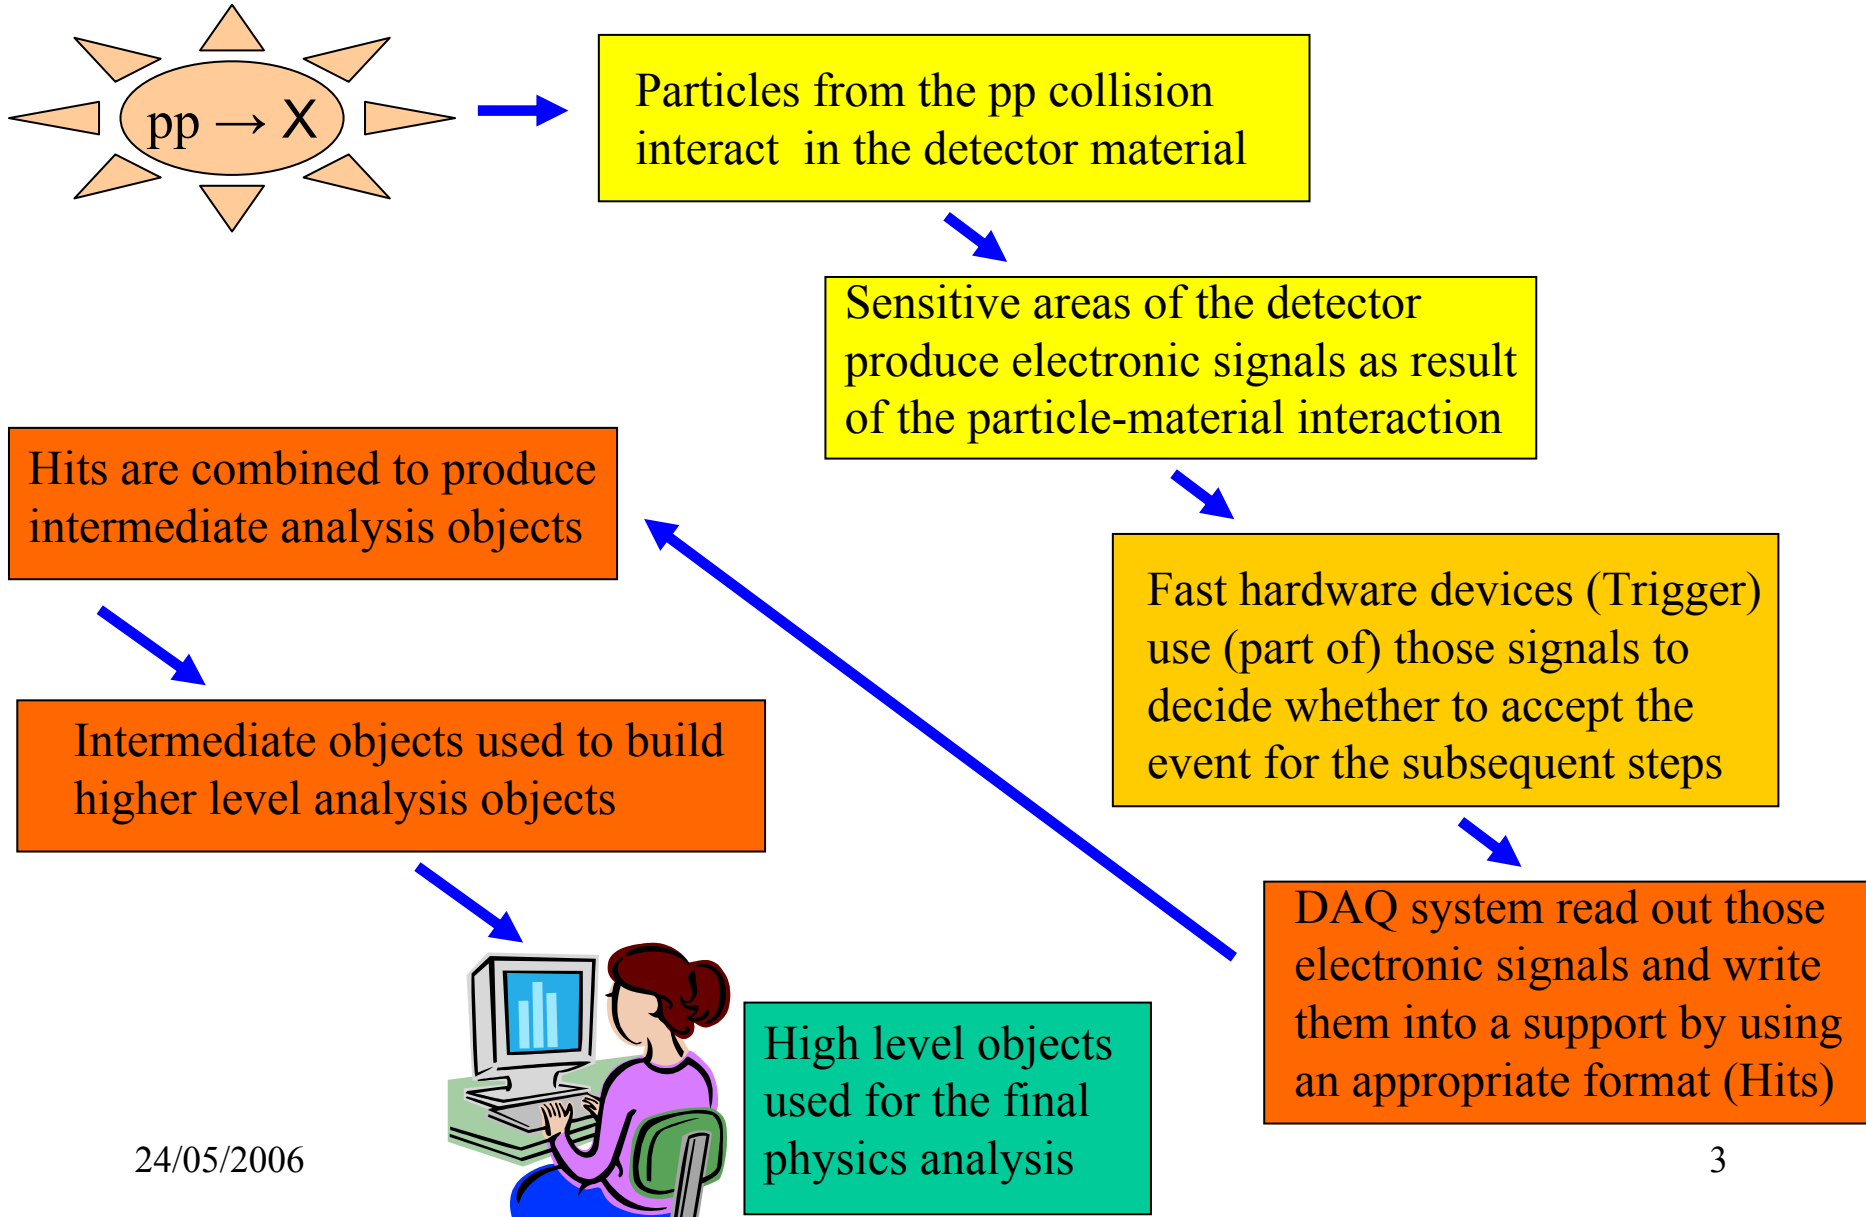 pp → X
Particles from the pp collision
interact in the detector material
Sensitive areas of the detector
produce electronic signals as result
of the particle-material interaction
Fast hardware devices (Trigger)
use (part of) those signals to
decide whether to accept the
event for the subsequent steps
DAQ system read out those
electronic signals and write
them into a support by using
an appropriate format (Hits)
Hits are combined to produce
intermediate analysis objects
Intermediate objects used to build
higher level analysis objects
High level objects
used for the final
physics analysis
24/05/2006
3